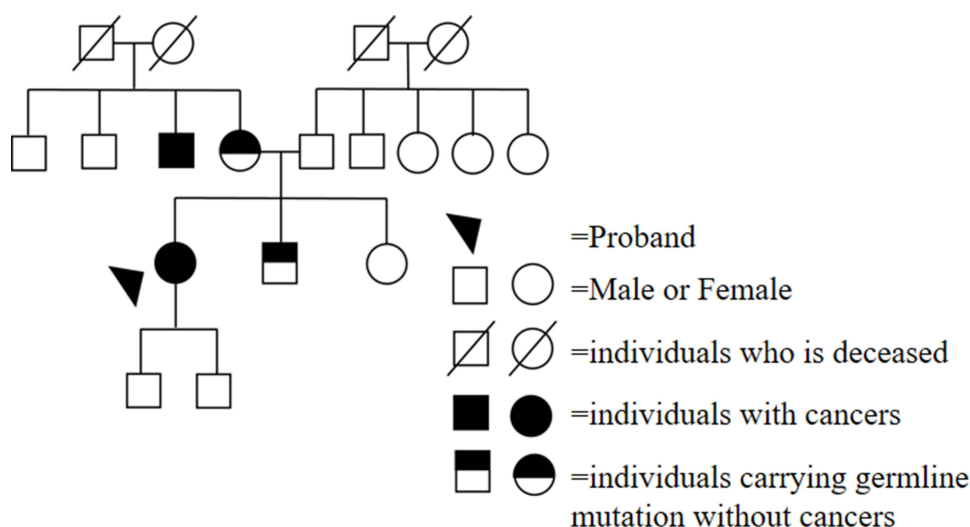 =Proband
=Male or Female
=individuals who is deceased
=individuals with cancers
=individuals carrying germline
mutation without cancers